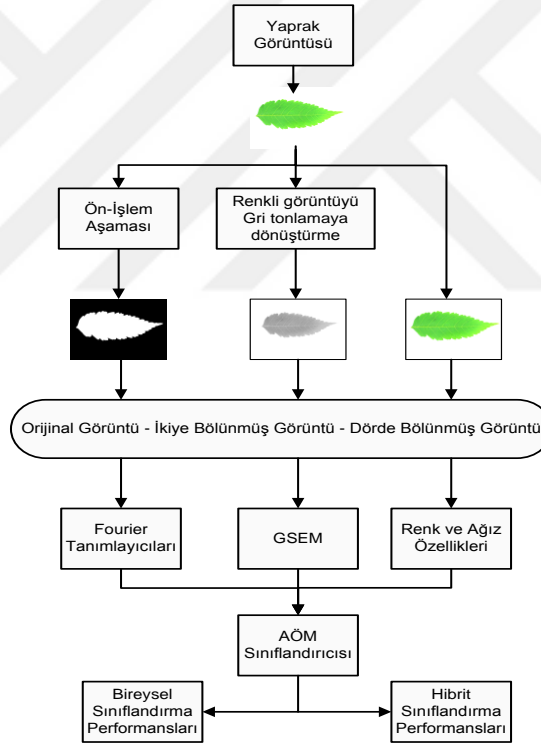 Yaprak
Görüntüsü
Ön-İşlem
Aşaması
Renkli görüntüyü
Gri tonlamaya
dönüştürme
Orijinal Görüntü - İkiye Bölünmüş Görüntü - Dörde Bölünmüş Görüntü
Fourier
Tanımlayıcıları
GSEM
Renk ve Ağız
Özellikleri
AÖM
Sınıflandırıcısı
Bireysel
Sınıflandırma
Performansları
Hibrit
Sınıflandırma
Performansları